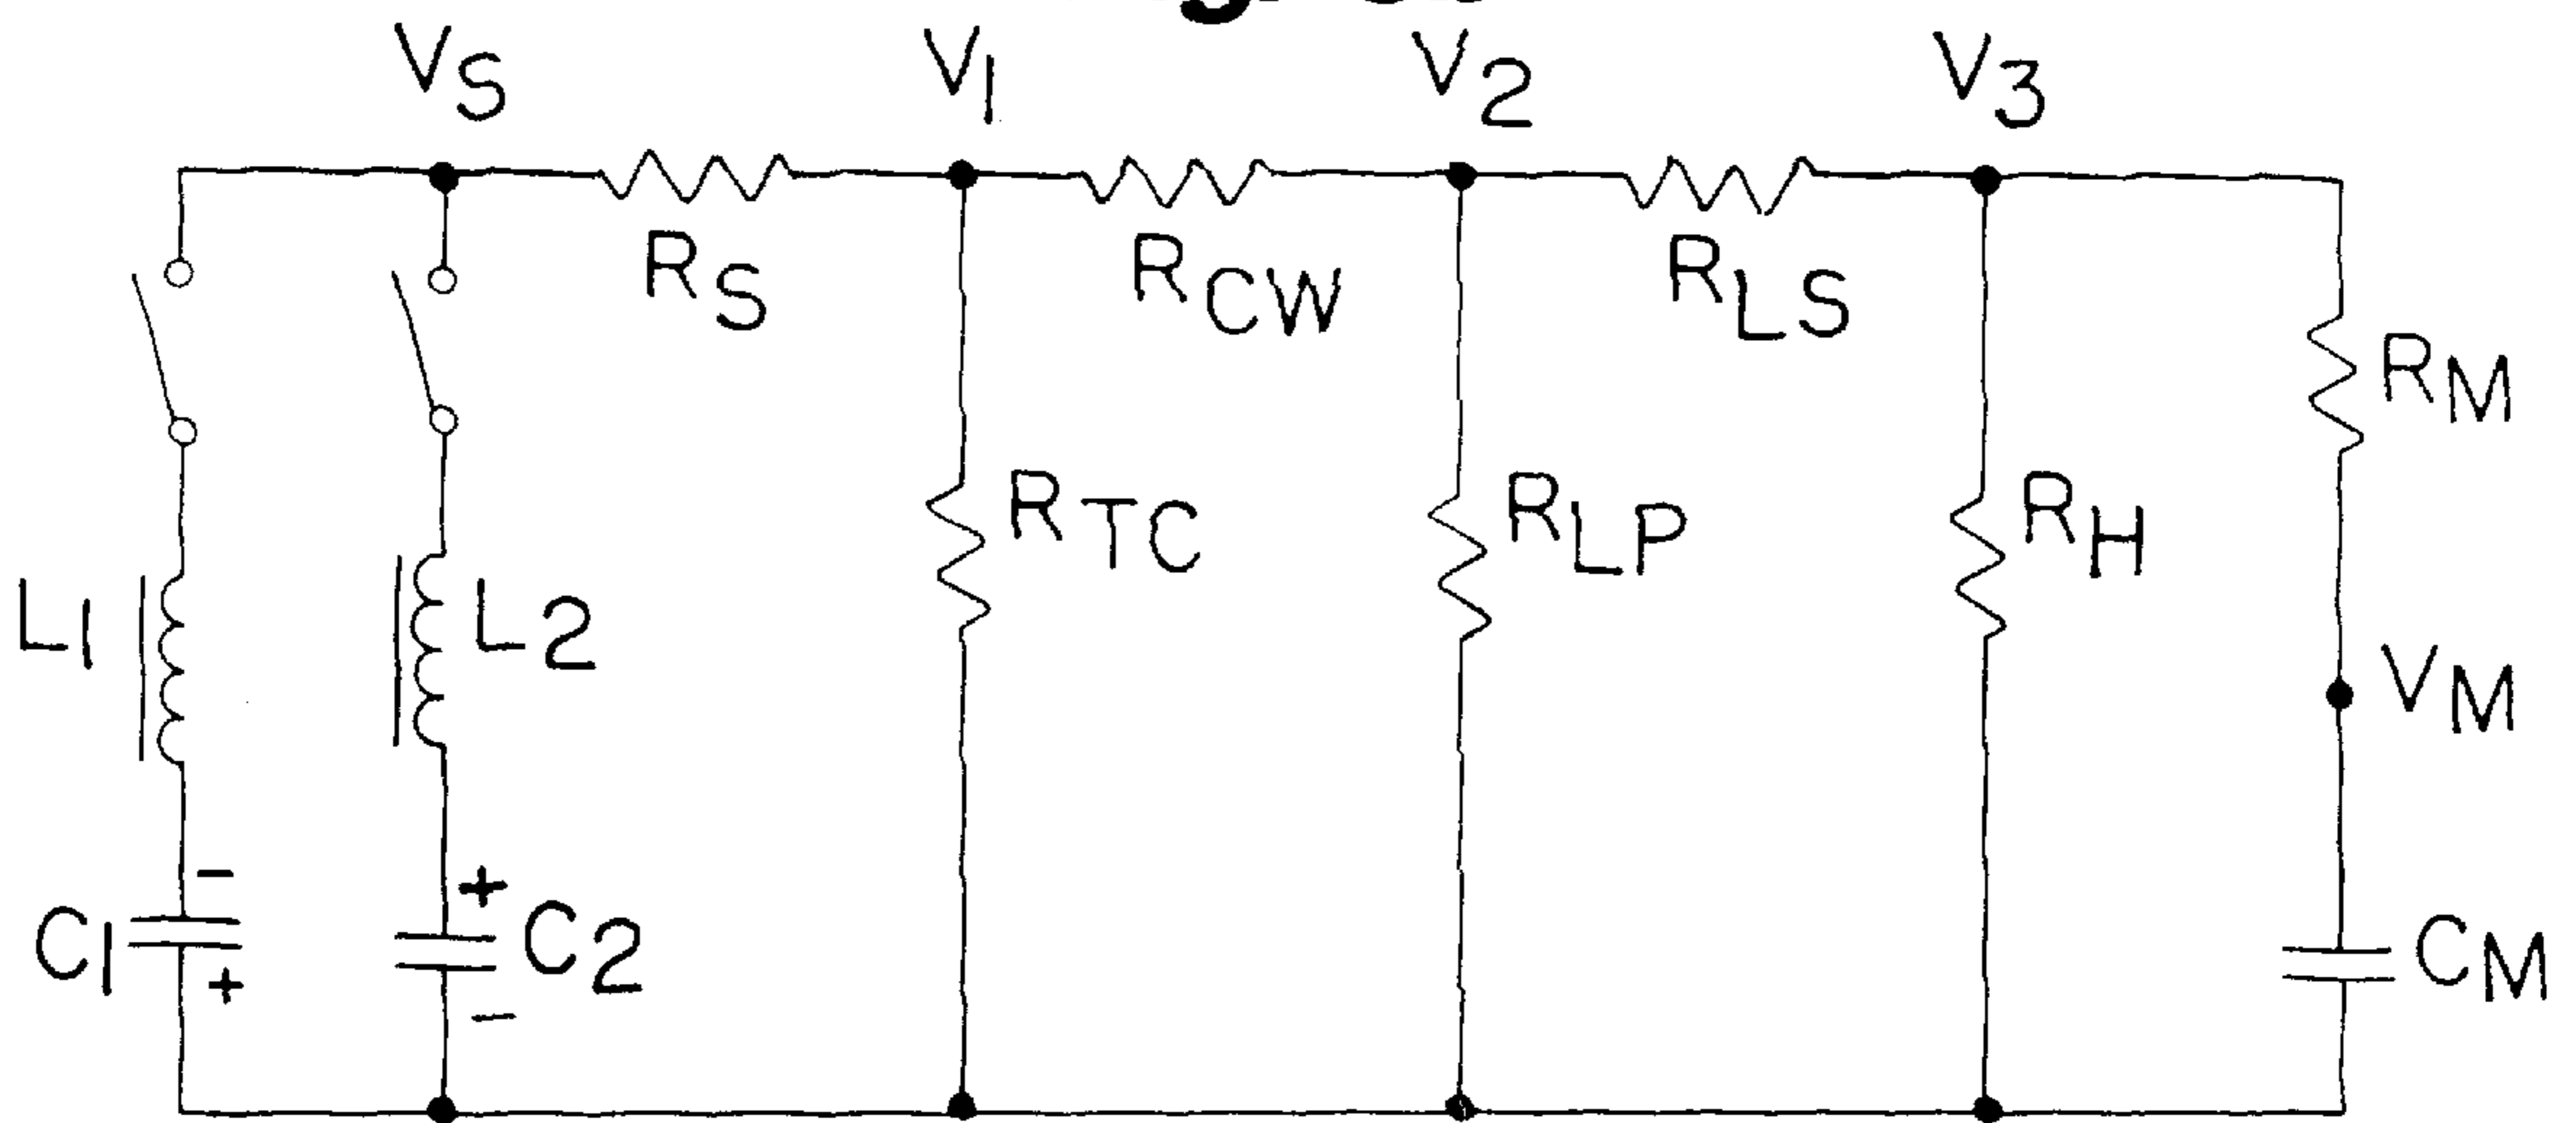 VS V1 V2 V3
RS RCW RLS
RM
RTC RLP RH
L1 L2
VM
- +
C1 C2 CM
+ -